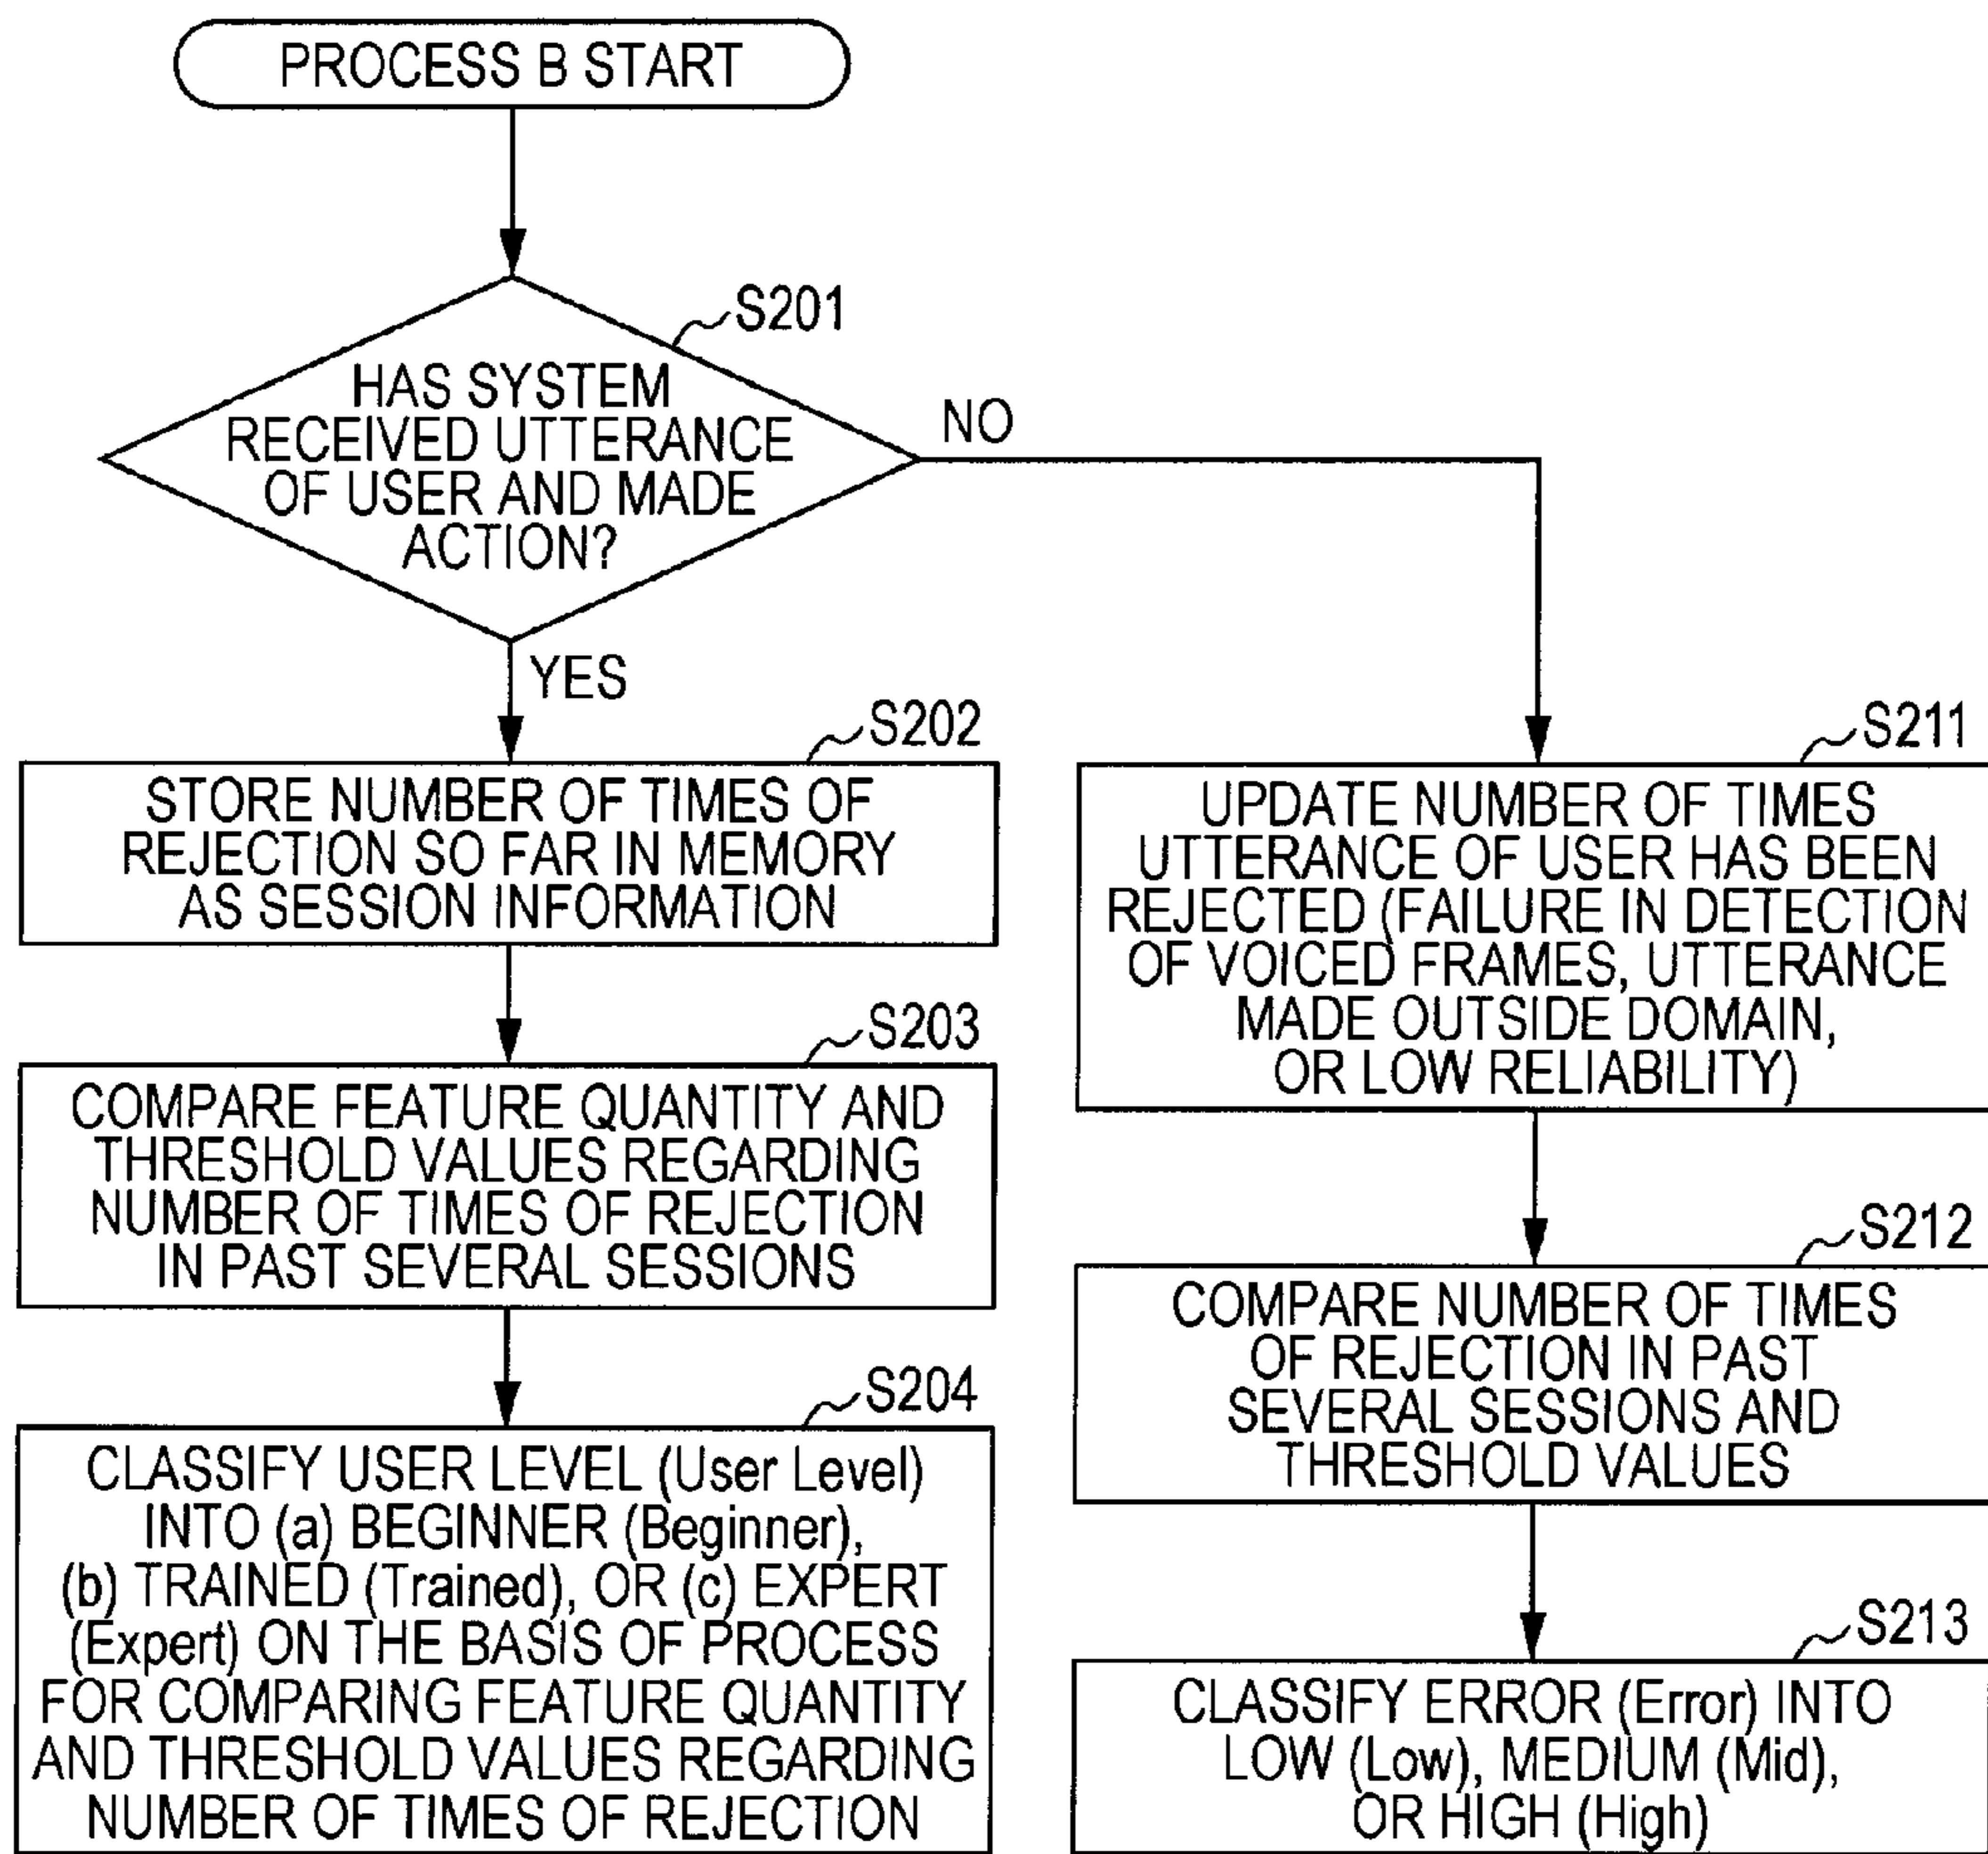 PROCESS B START
S201
HAS SYSTEM
RECEIVED UTTERANCE
OF USER AND MADE
ACTION?
NO
YES
S202
STORE NUMBER OF TIMES OF
REJECTION SO FAR IN MEMORY
AS SESSION INFORMATION
S203
COMPARE FEATURE QUANTITY AND
THRESHOLD VALUES REGARDING
NUMBER OF TIMES OF REJECTION
IN PAST SEVERAL SESSIONS
S204
CLASSIFY USER LEVEL (User Level)
INTO (a) BEGINNER (Beginner),
(b) TRAINED (Trained), OR (c) EXPERT
(Expert) ON THE BASIS OF PROCESS
FOR COMPARING FEATURE QUANTITY
AND THRESHOLD VALUES REGARDING
NUMBER OF TIMES OF REJECTION
S211
UPDATE NUMBER OF TIMES
UTTERANCE OF USER HAS BEEN
REJECTED (FAILURE IN DETECTION
OF VOICED FRAMES, UTTERANCE
MADE OUTSIDE DOMAIN,
OR LOW RELIABILITY)
S212
COMPARE NUMBER OF TIMES
OF REJECTION IN PAST
SEVERAL SESSIONS AND
THRESHOLD VALUES
S213
CLASSIFY ERROR (Error) INTO
LOW (Low), MEDIUM (Mid),
OR HIGH (High)